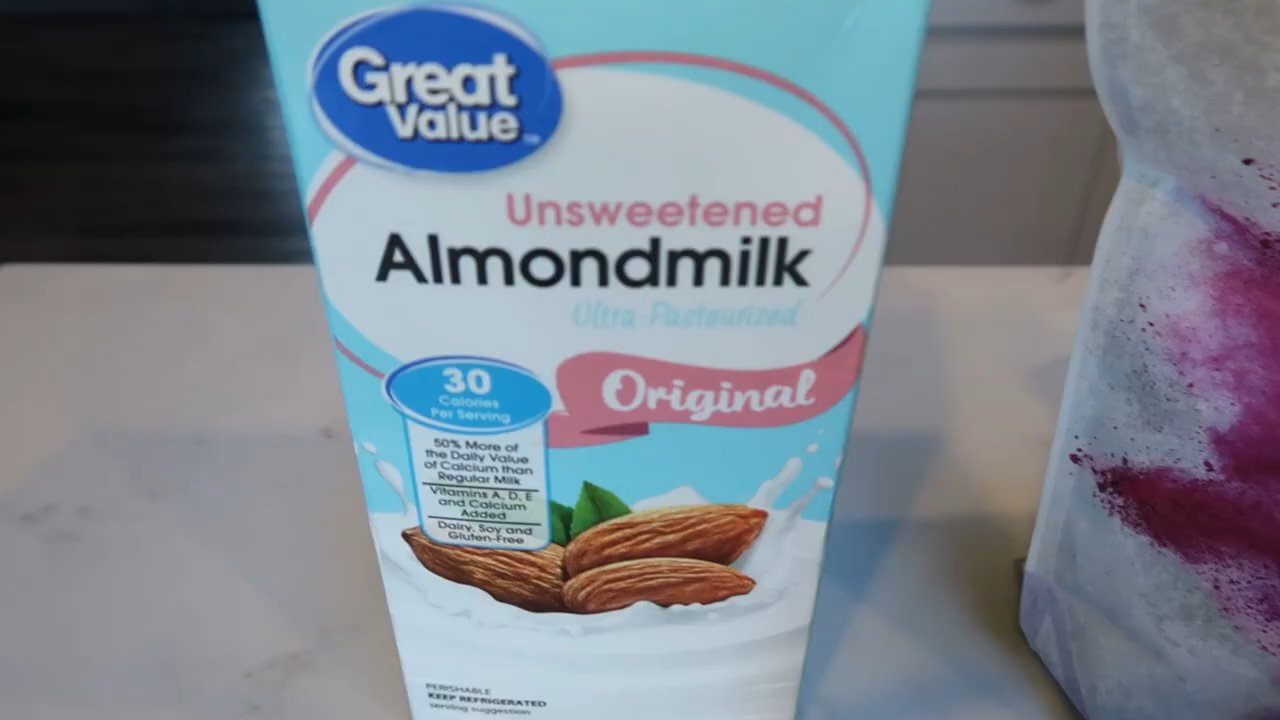 Great
Value
Unsweetened
Almondmilk
Ultra-Pasteurized
Original
30
Calories
Per Serving
50% More of
the Daily Value
of Calcium than
Regular Milk
Vitamins A, D, E
and Calcium
Added
Dairy, Soy and
Gluten-Free
PERISHABLE
KEEP REFRIGERATED
serving suggestion